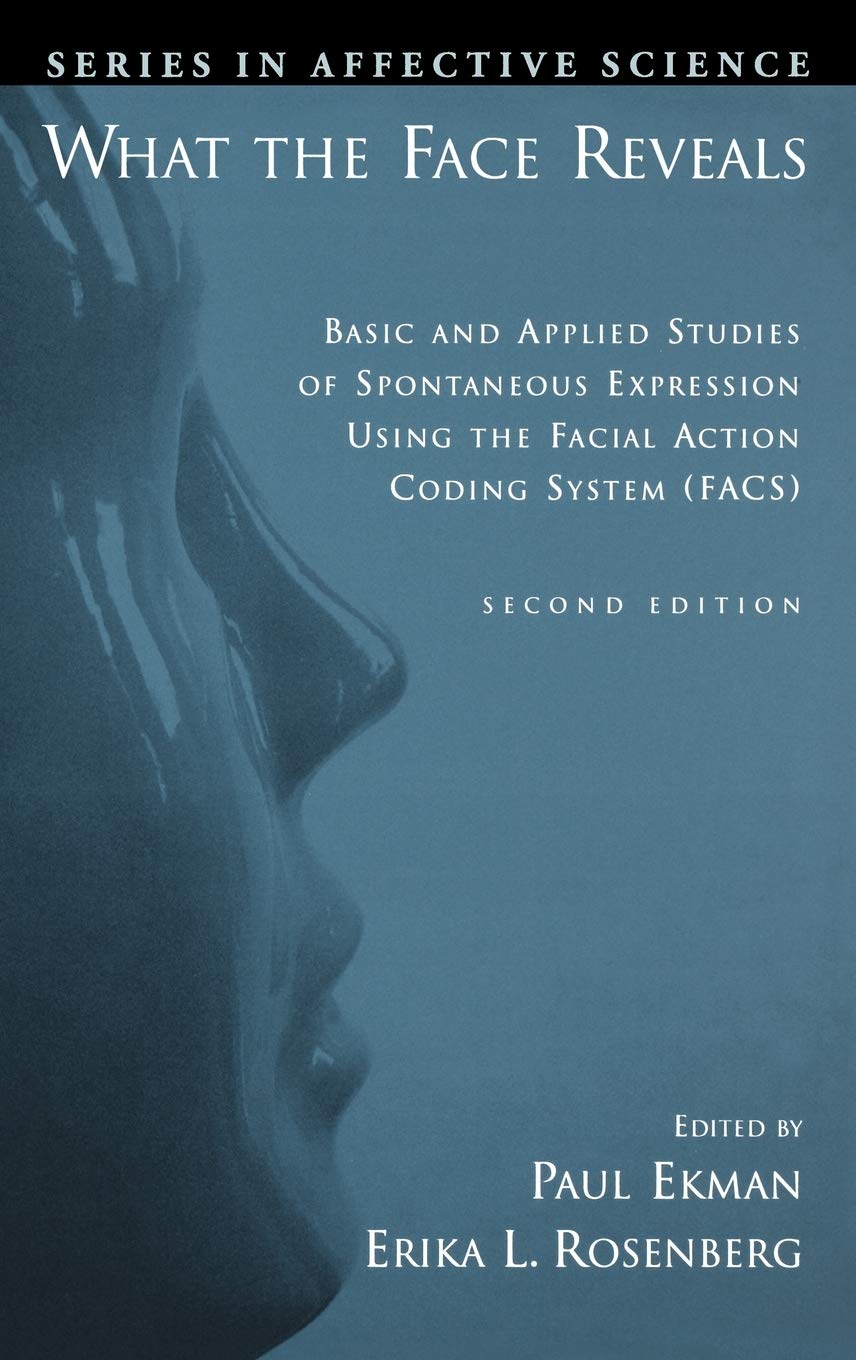 SERIES IN AFFECTIVE SCIENCE
WHAT THE FACE REVEALS
BASIC AND APPLIED STUDIES
OF SPONTANEOUS EXPRESSION
USING THE FACIAL ACTION
CODING SYSTEM (FACS)
SECOND EDITION
EDITED BY
PAUL EKMAN
ERIKA L. ROSENBERG